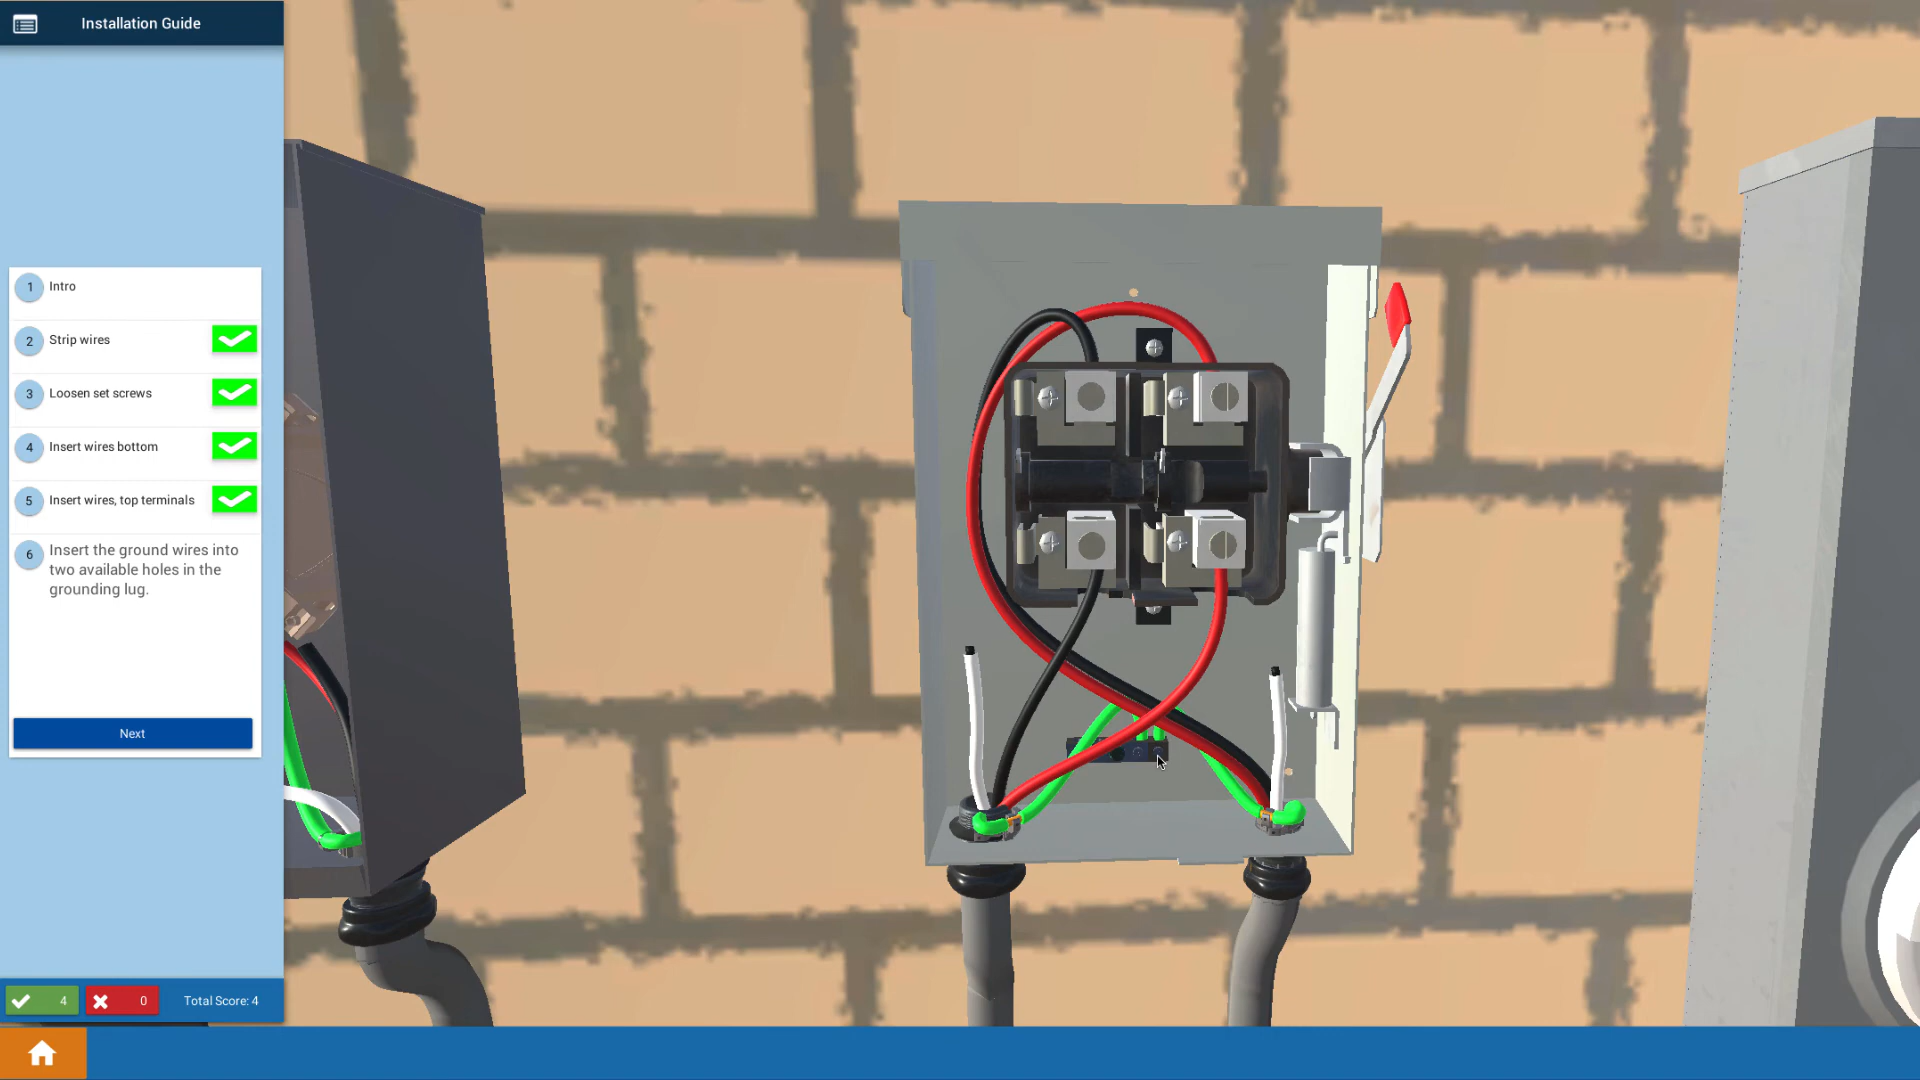 Installation Guide
1 Intro
2 Strip wires
3 Loosen set screws
4 Insert wires bottom
5 Insert wires, top terminals
6 Insert the ground wires into
two available holes in the
grounding lug.
Next
4 0 Total Score: 4